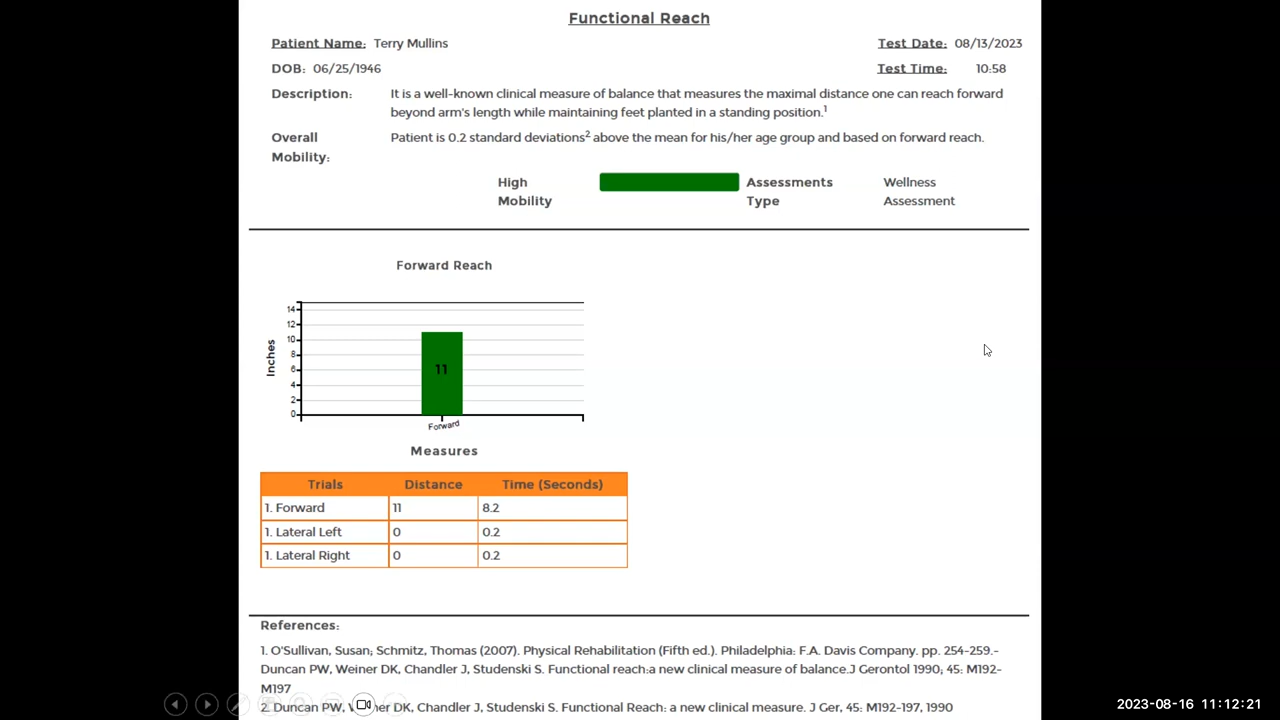 Functional Reach
Patient Name: Terry Mullins
Test Date: 08/13/2023
DOB: 06/25/1946
Test Time: 10:58
Description: It is a well-known clinical measure of balance that measures the maximal distance one can reach forward
beyond arm's length while maintaining feet planted in a standing position.1
Overall Mobility: Patient is 0.2 standard deviations2 above the mean for his/her age group and based on forward reach.
High Mobility
Assessments Type
Wellness Assessment
Forward Reach
14
12
10
8
6
4
2
0
Inches
11
Forward
Measures
Trials Distance Time (Seconds)
1. Forward 11 8.2
1. Lateral Left 0 0.2
1. Lateral Right 0 0.2
References:
1. O'Sullivan, Susan; Schmitz, Thomas (2007). Physical Rehabilitation (Fifth ed.). Philadelphia: F.A. Davis Company. pp. 254-259.-
Duncan PW, Weiner DK, Chandler J, Studenski S. Functional reach:a new clinical measure of balance.J Gerontol 1990; 45: M192-
M197
2. Duncan PW, DK, Chandler J, Studenski S. Functional Reach: a new clinical measure. J Ger, 45: M192-197, 1990
2023-08-16 11:12:21